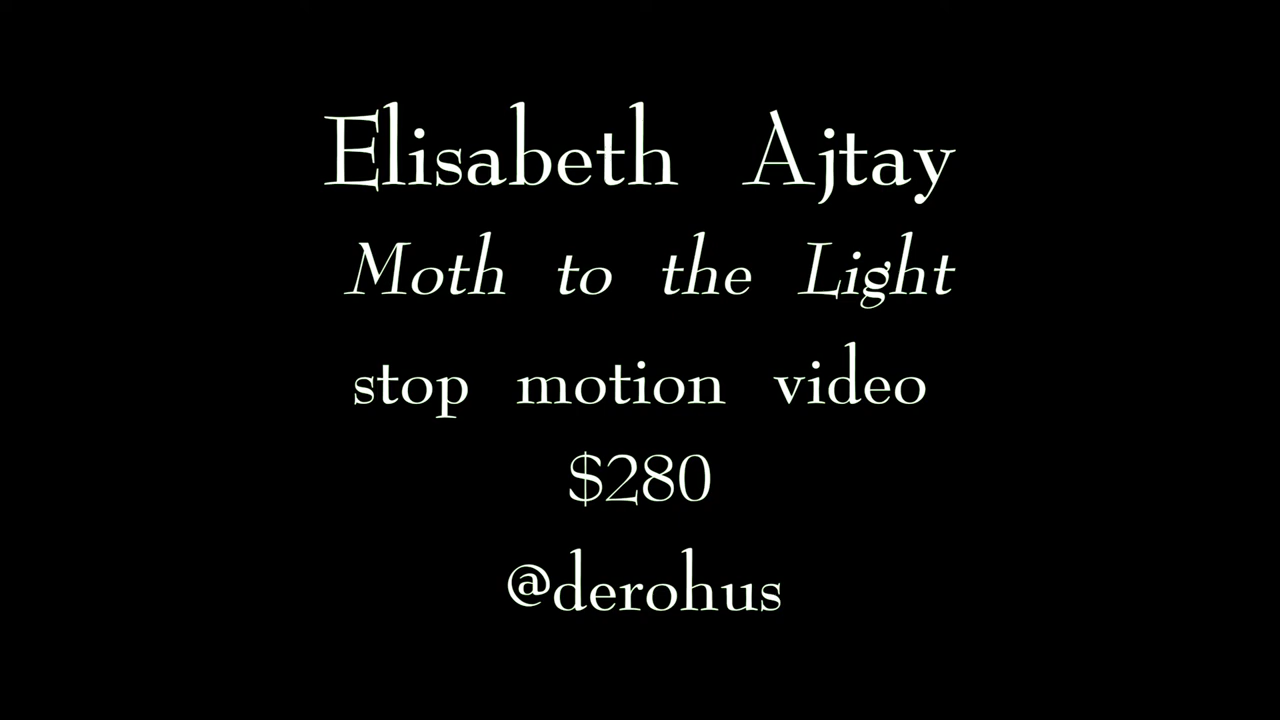 Elisabeth Ajtay
Moth to the Light
stop motion video
$280
@derohus